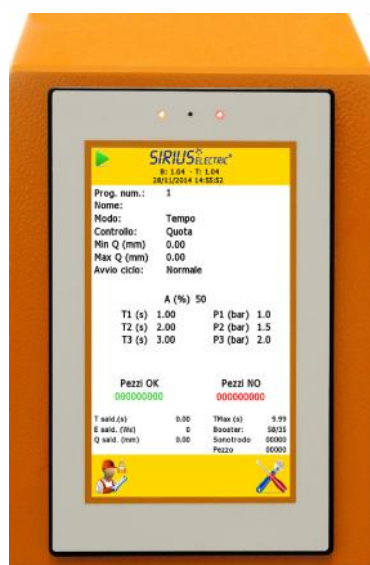 SIRIUS ELECTRIC
B: 1.04 - T: 1.04
28/11/2014 14:55:52
Prog. num.: 1
Nome:
Modo: Tempo
Controllo: Quota
Min Q (mm) 0.00
Max Q (mm) 0.00
Avvio ciclo: Normale
A (%) 50
T1 (s) 1.00 P1 (bar) 1.0
T2 (s) 2.00 P2 (bar) 1.5
T3 (s) 3.00 P3 (bar) 2.0
Pezzi OK Pezzi NO
000000000 000000000
T sald.(s) 0.00 TMax (s) 9.99
E sald. (Ws) 0 Booster: 58/35
Q sald. (mm) 0.00 Sonotrodo 00000
Pezzo 00000